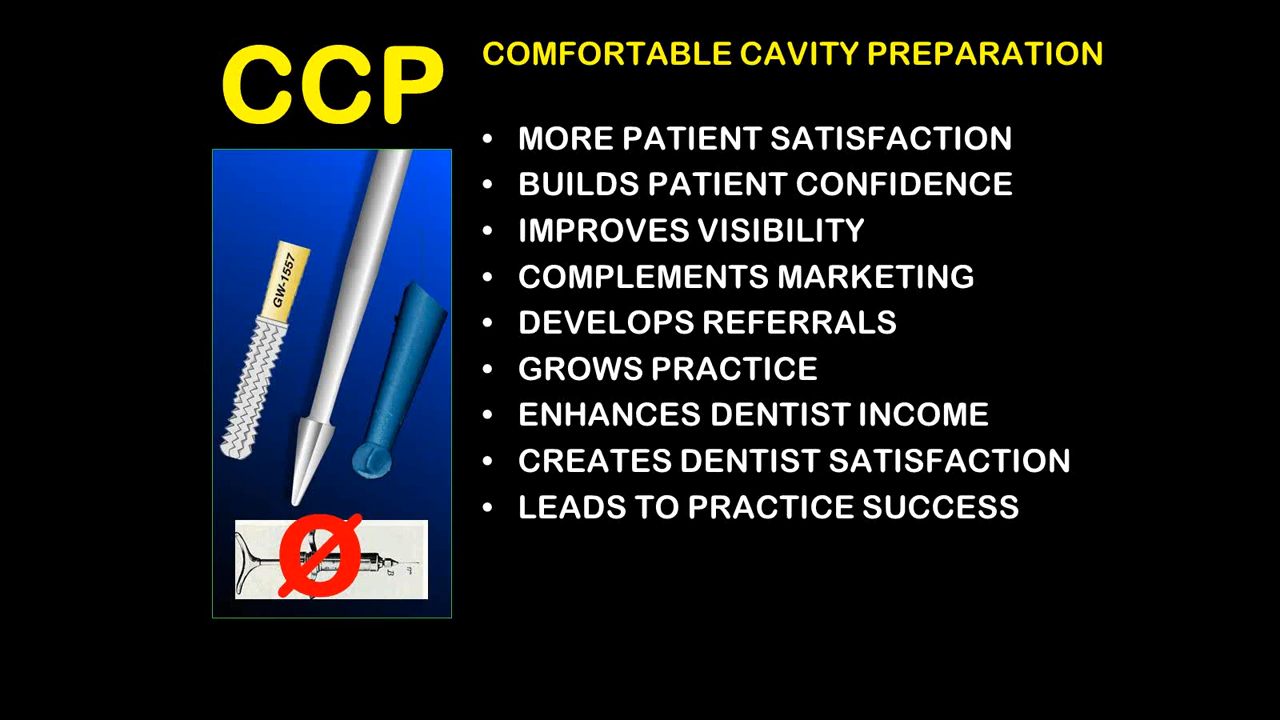 CCP
COMFORTABLE CAVITY PREPARATION
• MORE PATIENT SATISFACTION
• BUILDS PATIENT CONFIDENCE
• IMPROVES VISIBILITY
• COMPLEMENTS MARKETING
• DEVELOPS REFERRALS
• GROWS PRACTICE
• ENHANCES DENTIST INCOME
• CREATES DENTIST SATISFACTION
• LEADS TO PRACTICE SUCCESS
GW-1557